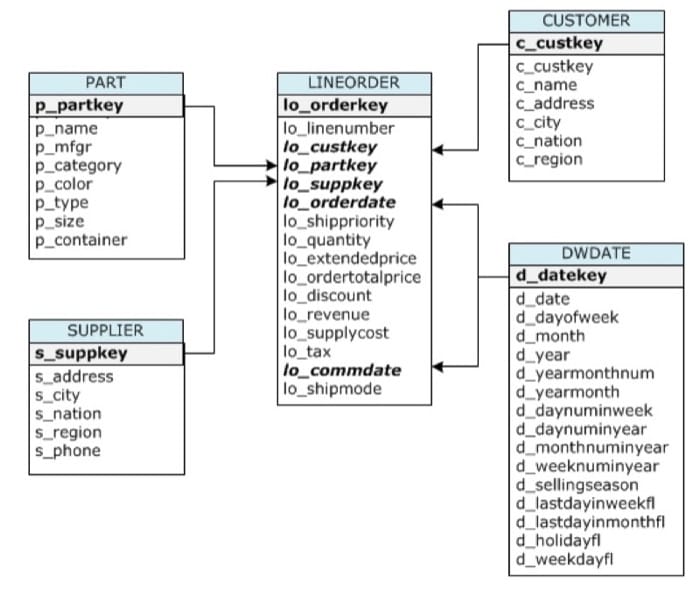 PART
p_partkey
p_name
p_mfgr
p_category
p_color
p_type
p_size
p_container
SUPPLIER
s_suppkey
s_address
s_city
s_nation
s_region
s_phone
LINEORDER
lo_orderkey
lo_linenumber
lo_custkey
lo_partkey
lo_suppkey
lo_orderdate
lo_shippriority
lo_quantity
lo_extendedprice
lo_ordertotalprice
lo_discount
lo_revenue
lo_supplycost
lo_tax
lo_commdate
lo_shipmode
CUSTOMER
c_custkey
c_custkey
c_name
c_address
c_city
c_nation
c_region
DWDATE
d_datekey
d_date
d_dayofweek
d_month
d_year
d_yearmonthnum
d_yearmonth
d_daynuminweek
d_daynuminyear
d_monthnuminyear
d_weeknuminyear
d_sellingseason
d_lastdayinweekfl
d_lastdayinmonthfl
d_holidayfl
d_weekdayfl